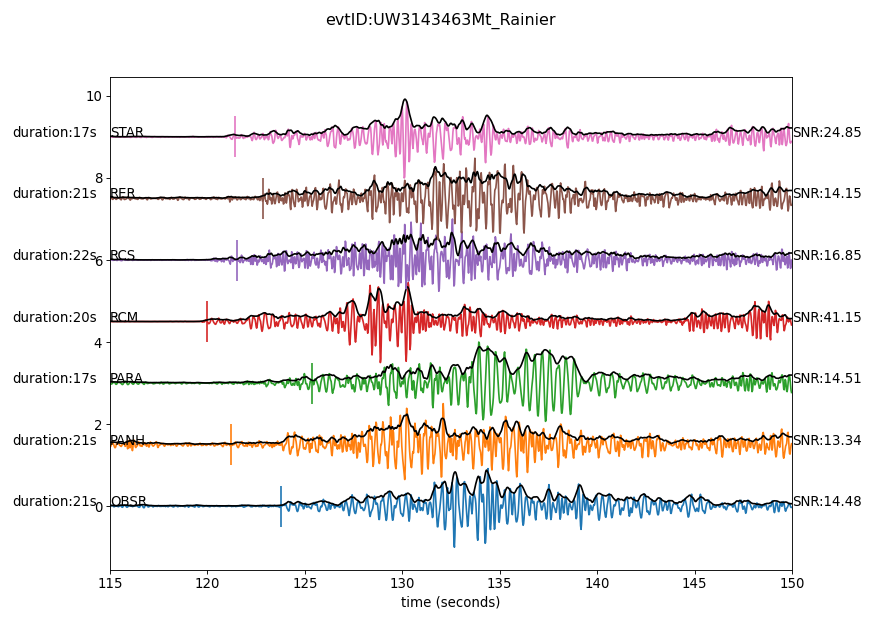 evtID:UW3143463Mt_Rainier
10
duration:17s STAR SNR:24.85
8
duration:21s RER SNR:14.15
duration:22s RCS SNR:16.85
6
duration:20s RCM SNR:41.15
4
duration:17s PARA SNR:14.51
2
duration:21s PANH SNR:13.34
duration:21s OBSR SNR:14.48
0
115 120 125 130 135 140 145 150
time (seconds)